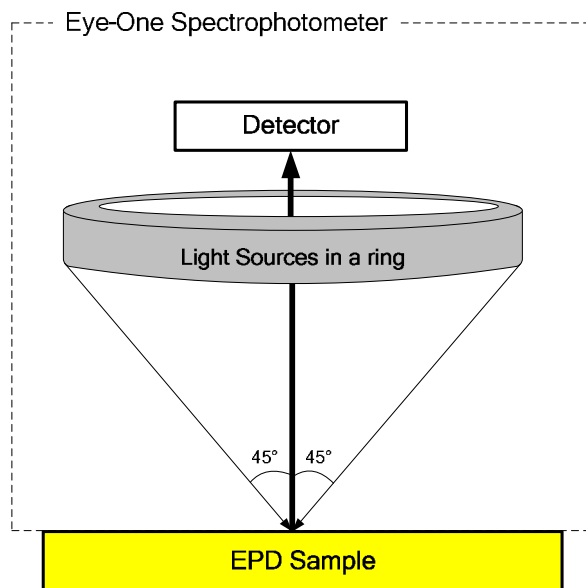 Eye-One Spectrophotometer
Detector
Light Sources in a ring
45° 45°
EPD Sample